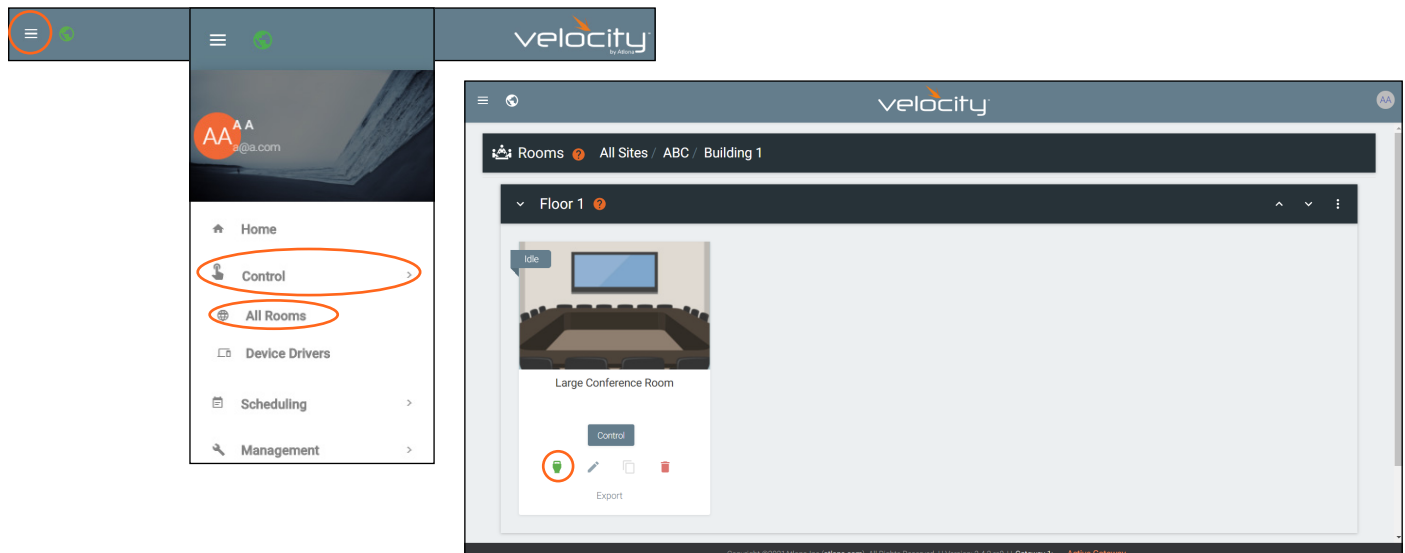 velocity
by Atlona
AA
A A
a@a.com
Home
Control
All Rooms
Device Drivers
Scheduling
Management
velocity
AA
Rooms ? All Sites / ABC / Building 1
Floor 1 ?
Idle
Large Conference Room
Control
Export
Active Gateway